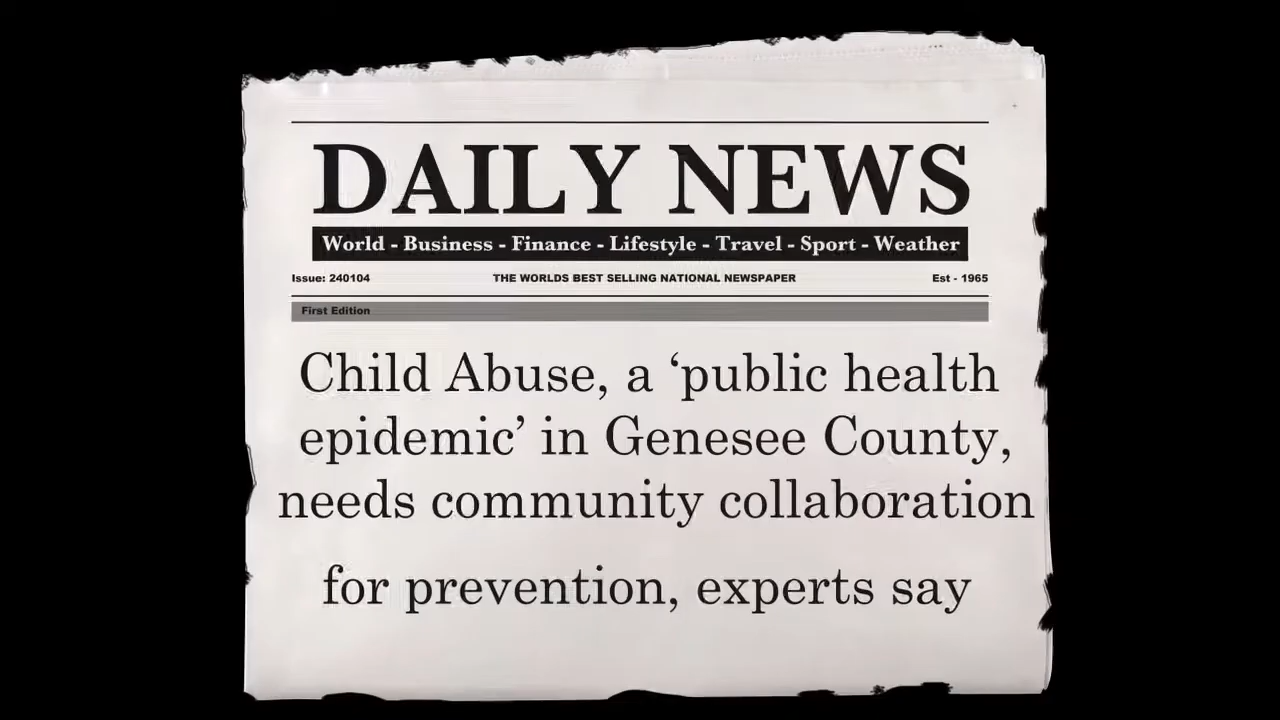 DAILY NEWS
World - Business - Finance - Lifestyle - Travel - Sport - Weather
Issue: 240104 THE WORLDS BEST SELLING NATIONAL NEWSPAPER Est - 1965
First Edition
Child Abuse, a ‘public health
epidemic’ in Genesee County,
needs community collaboration
for prevention, experts say